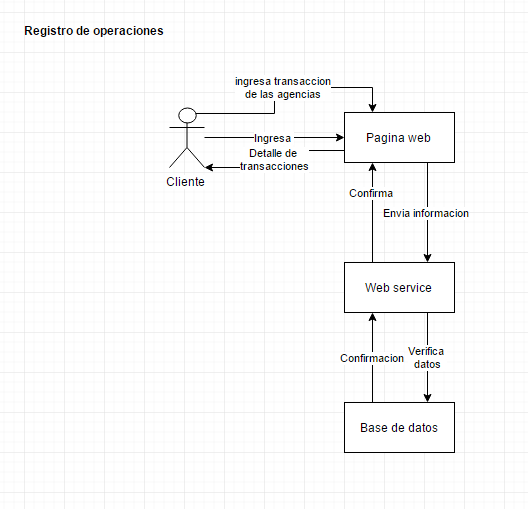 Registro de operaciones
ingresa transaccion
de las agencias
Ingresa
Pagina web
Detalle de
transacciones
Cliente
Confirma
Envia informacion
Web service
Confirmacion
Verifica
datos
Base de datos